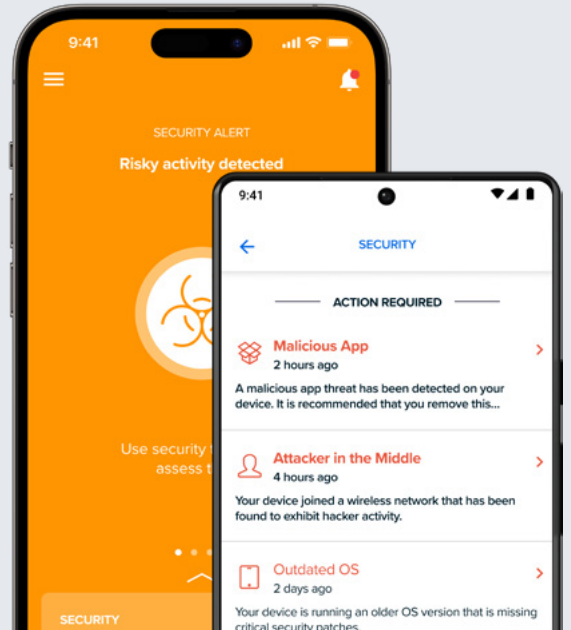 9:41
SECURITY ALERT
Risky activity detected
Use security
assess
SECURITY
9:41
SECURITY
ACTION REQUIRED
Malicious App
2 hours ago
A malicious app threat has been detected on your
device. It is recommended that you remove this...
Attacker in the Middle
4 hours ago
Your device joined a wireless network that has been
found to exhibit hacker activity.
Outdated OS
2 days ago
Your device is running an older OS version that is missing
critical security patches.